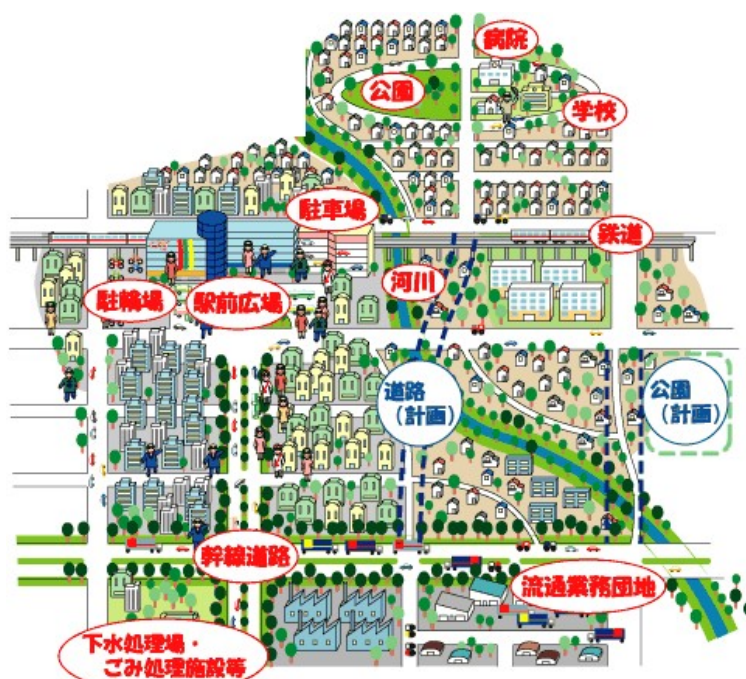 病院
公園
学校
駐車場
鉄道
河川
駐輪場
駅前広場
道路
（計画）
公園
（計画）
幹線道路
流通業務団地
下水処理場・
ごみ処理施設等